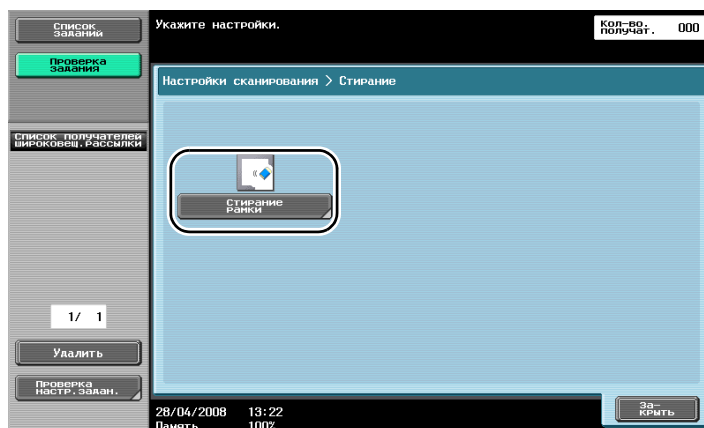 Список
заданий
Укажите настройки.
Кол-во.
получат.
000
Проверка
задания
Настройки сканирования > Стирание
Список получателей
широковещ.рассылки
Стирание
рамки
1/ 1
Удалить
Проверка
настр.задан.
За-
крыть
28/04/2008 13:22
Память 100%